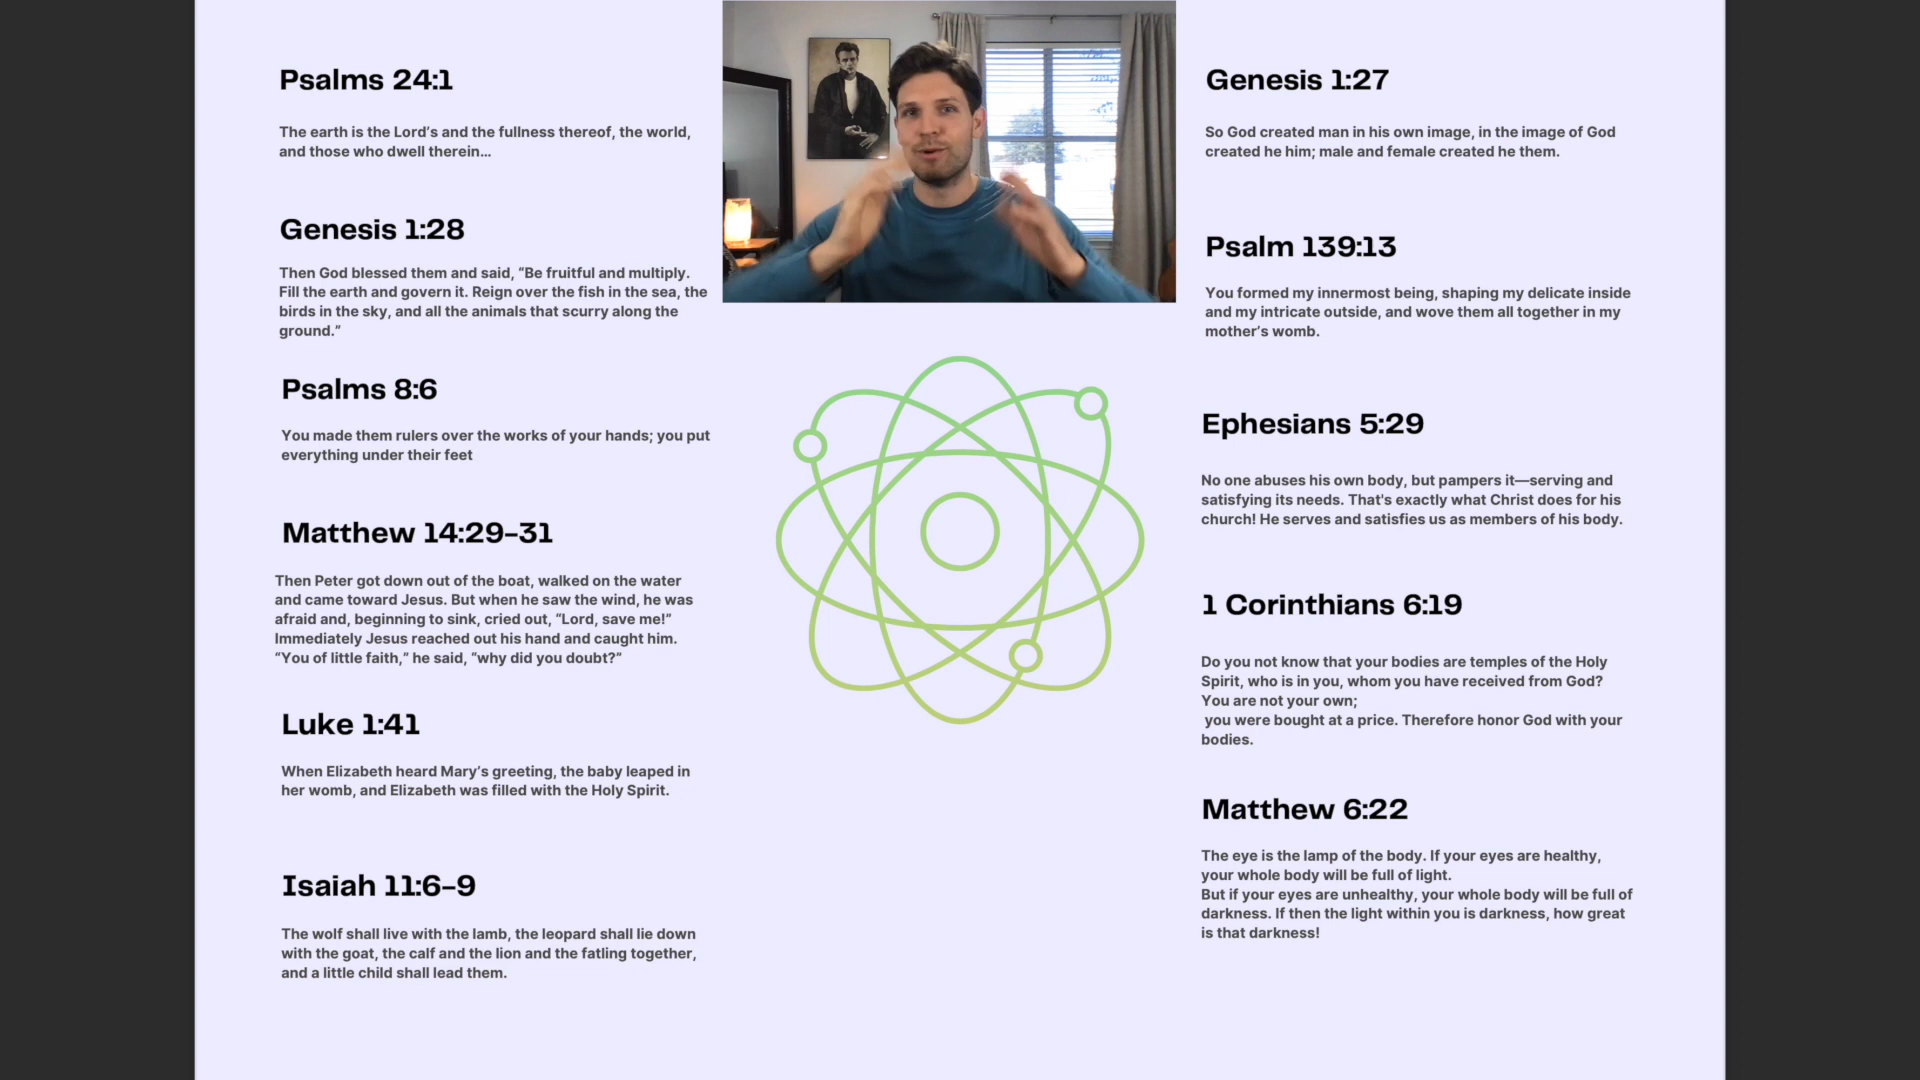 Psalms 24:1
The earth is the Lord’s and the fullness thereof, the world,
and those who dwell therein...
Genesis 1:28
Then God blessed them and said, “Be fruitful and multiply.
Fill the earth and govern it. Reign over the fish in the sea, the
birds in the sky, and all the animals that scurry along the
ground.”
Psalms 8:6
You made them rulers over the works of your hands; you put
everything under their feet
Matthew 14:29-31
Then Peter got down out of the boat, walked on the water
and came toward Jesus. But when he saw the wind, he was
afraid and, beginning to sink, cried out, “Lord, save me!”
Immediately Jesus reached out his hand and caught him.
“You of little faith,” he said, “why did you doubt?”
Luke 1:41
When Elizabeth heard Mary’s greeting, the baby leaped in
her womb, and Elizabeth was filled with the Holy Spirit.
Isaiah 11:6-9
The wolf shall live with the lamb, the leopard shall lie down
with the goat, the calf and the lion and the fatling together,
and a little child shall lead them.
Genesis 1:27
So God created man in his own image, in the image of God
created he him; male and female created he them.
Psalm 139:13
You formed my innermost being, shaping my delicate inside
and my intricate outside, and wove them all together in my
mother’s womb.
Ephesians 5:29
No one abuses his own body, but pampers it—serving and
satisfying its needs. That's exactly what Christ does for his
church! He serves and satisfies us as members of his body.
1 Corinthians 6:19
Do you not know that your bodies are temples of the Holy
Spirit, who is in you, whom you have received from God?
You are not your own;
you were bought at a price. Therefore honor God with your
bodies.
Matthew 6:22
The eye is the lamp of the body. If your eyes are healthy,
your whole body will be full of light.
But if your eyes are unhealthy, your whole body will be full of
darkness. If then the light within you is darkness, how great
is that darkness!